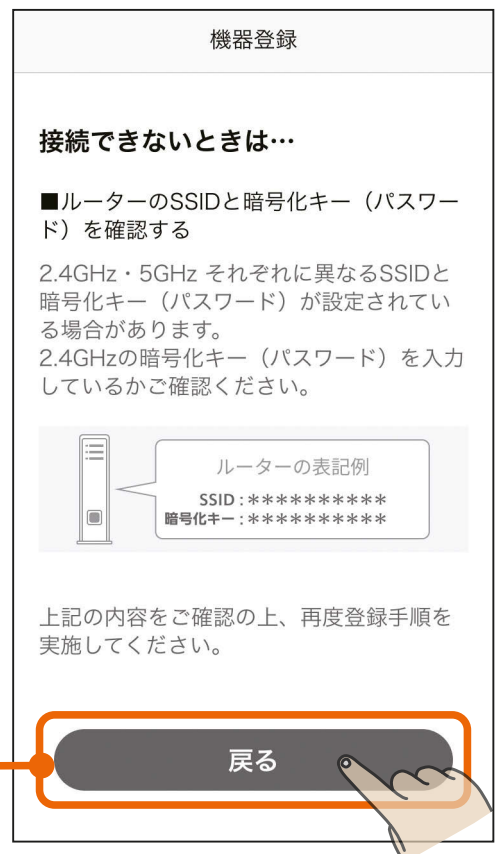 機器登録
接続できないときは…
■ルーターのSSIDと暗号化キー（パスワー
ド）を確認する
2.4GHz・5GHz それぞれに異なるSSIDと
暗号化キー（パスワード）が設定されてい
る場合があります。
2.4GHzの暗号化キー（パスワード）を入力
しているかご確認ください。
ルーターの表記例
SSID：**********
暗号化キー：**********
上記の内容をご確認の上、再度登録手順を
実施してください。
戻る